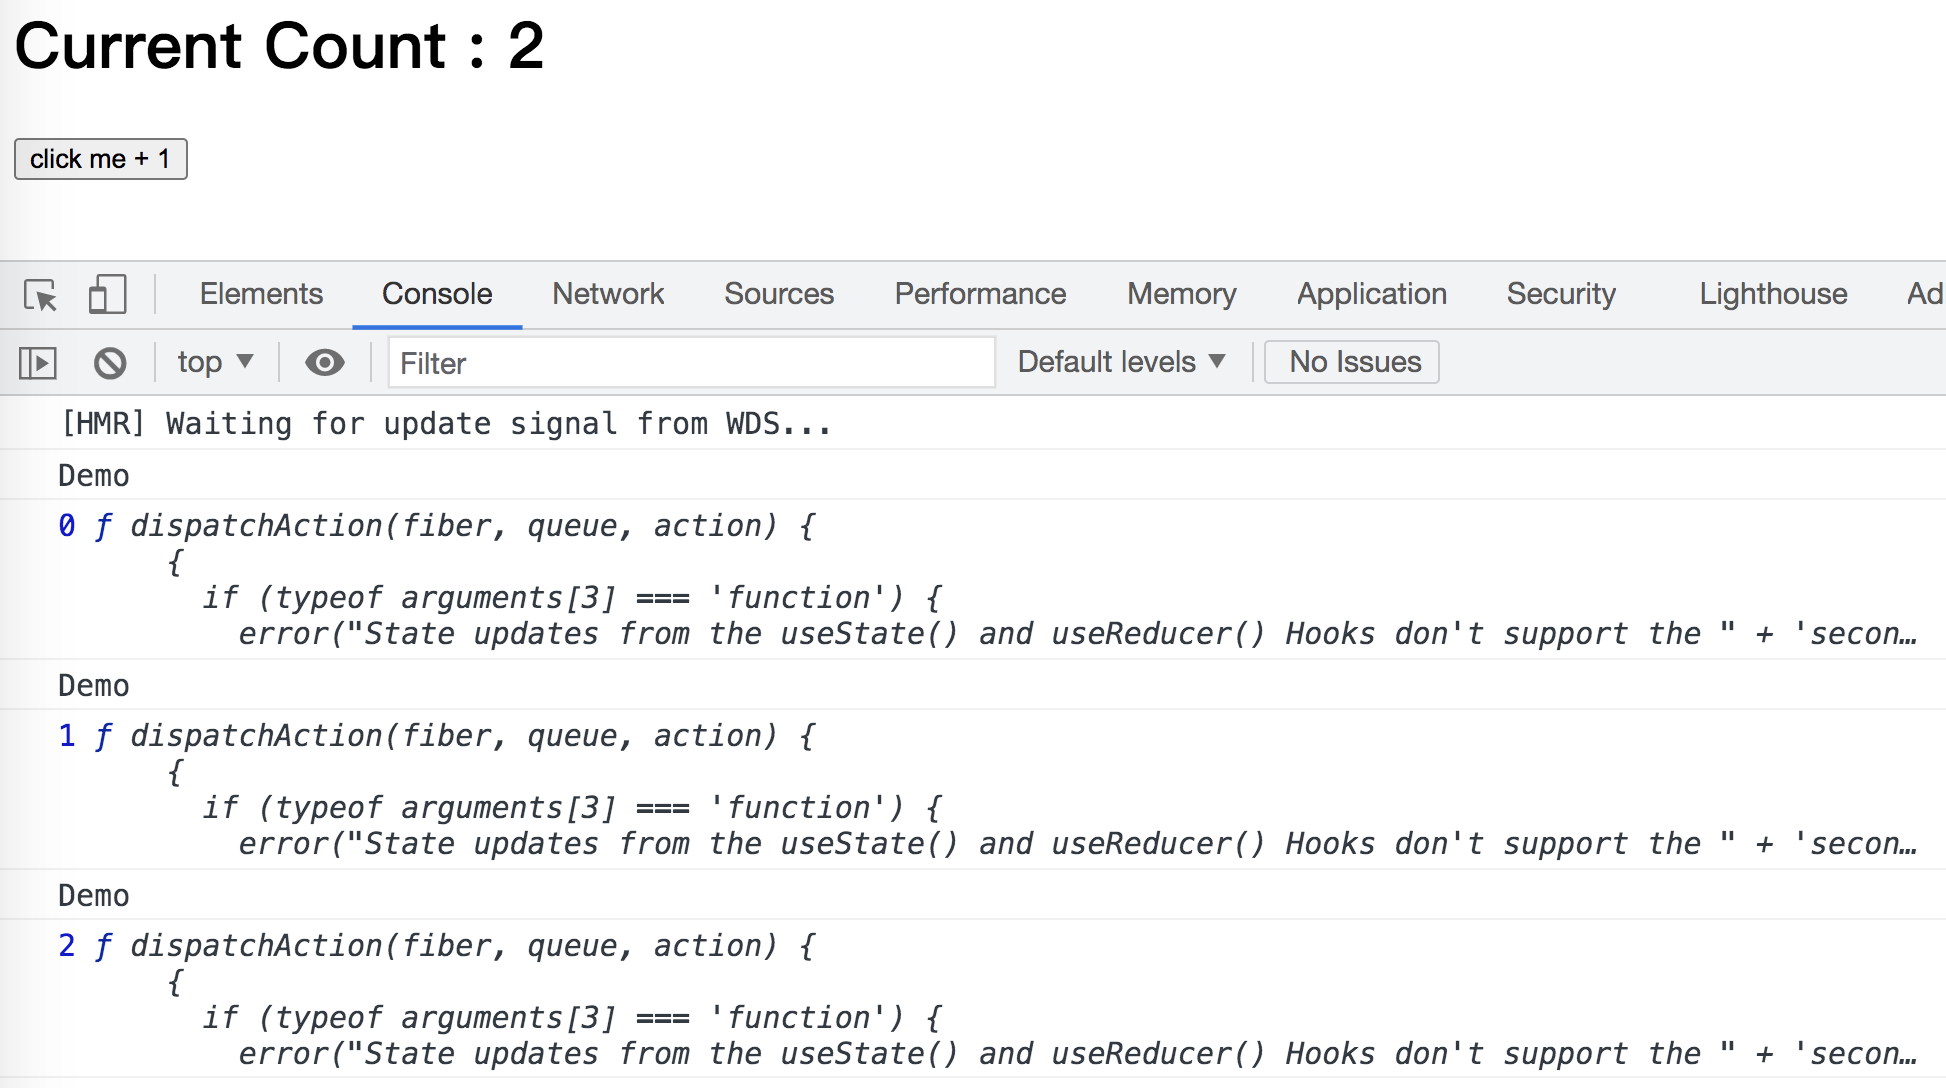 Current Count : 2
click me + 1
Elements Console Network Sources Performance Memory Application Security Lighthouse Ad
top ▼ Filter Default levels ▼ No Issues
[HMR] Waiting for update signal from WDS...
Demo
0 ƒ dispatchAction(fiber, queue, action) {
{
if (typeof arguments[3] === 'function') {
error("State updates from the useState() and useReducer() Hooks don't support the " + 'secon…
Demo
1 ƒ dispatchAction(fiber, queue, action) {
{
if (typeof arguments[3] === 'function') {
error("State updates from the useState() and useReducer() Hooks don't support the " + 'secon…
Demo
2 ƒ dispatchAction(fiber, queue, action) {
{
if (typeof arguments[3] === 'function') {
error("State updates from the useState() and useReducer() Hooks don't support the " + 'secon…